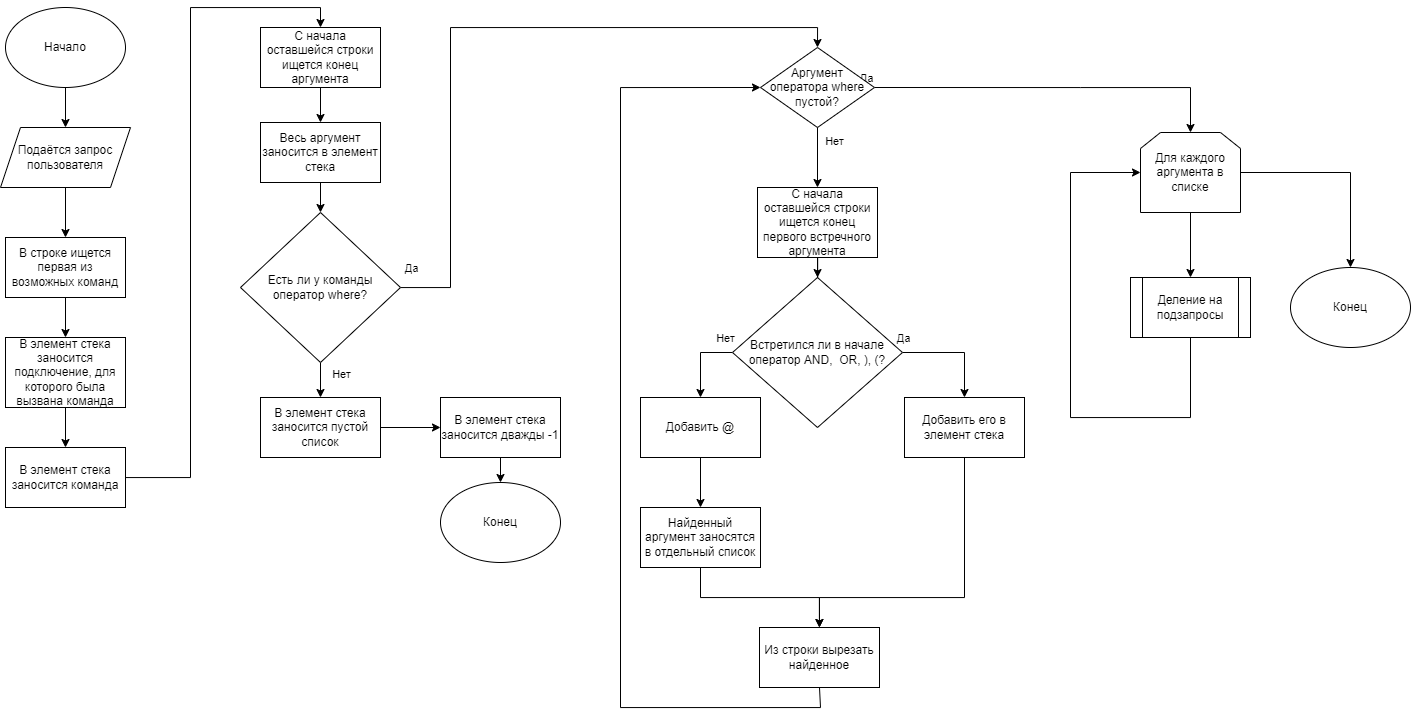 Начало
Подаётся запрос
пользователя
В строке ищется
первая из
возможных команд
В элемент стека
заносится
подключение, для
которого была
вызвана команда
В элемент стека
заносится команда
С начала
оставшейся строки
ищется конец
аргумента
Весь аргумент
заносится в элемент
стека
Есть ли у команды
оператор where?
Да
Нет
В элемент стека
заносится пустой
список
В элемент стека
заносится дважды -1
Конец
Аргумент
оператора where
пустой?
Да
Нет
С начала
оставшейся строки
ищется конец
первого встречного
аргумента
Встретился ли в начале
оператор AND,  OR, ), (?
Нет
Да
Добавить @
Найденный
аргумент заносятся
в отдельный список
Добавить его в
элемент стека
Из строки вырезать
найденное
Для каждого
аргумента в
списке
Деление на
подзапросы
Конец